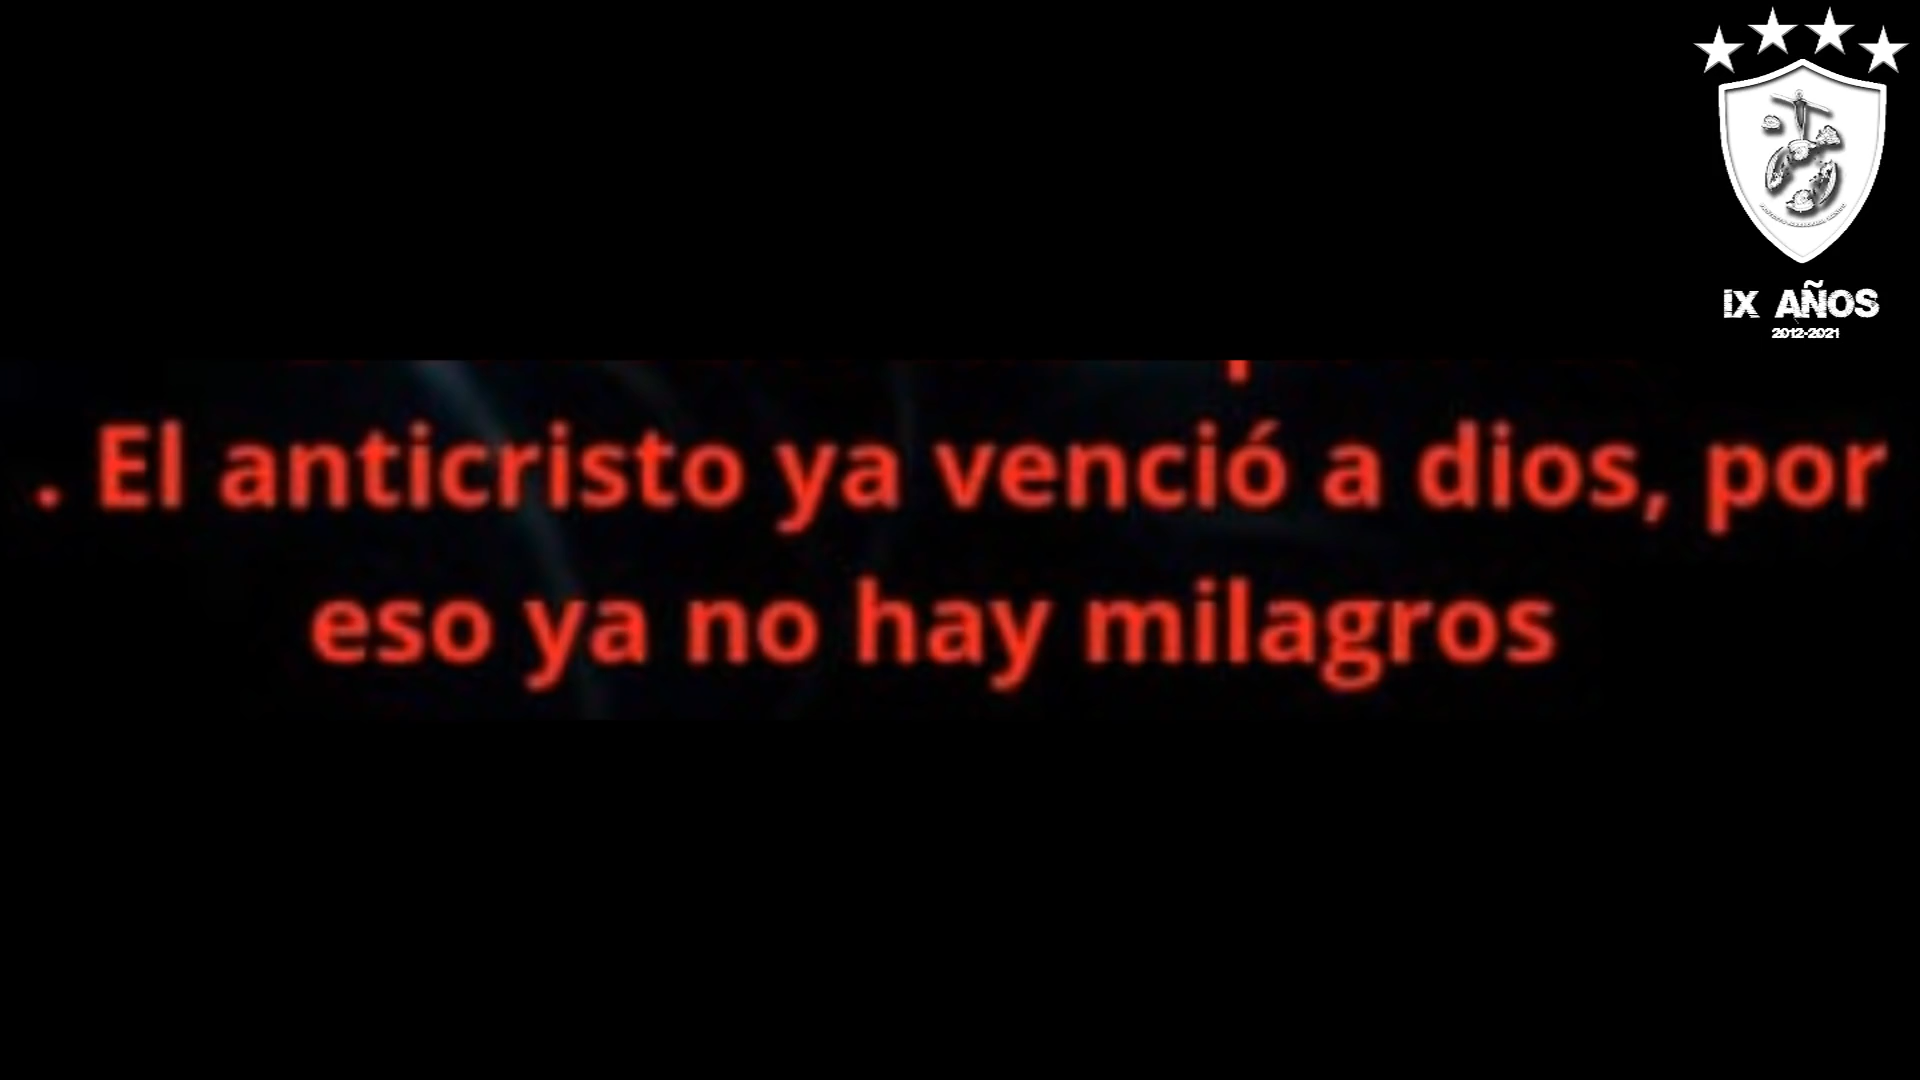 IX AÑOS
2012-2021
. El anticristo ya venció a dios, por
eso ya no hay milagros